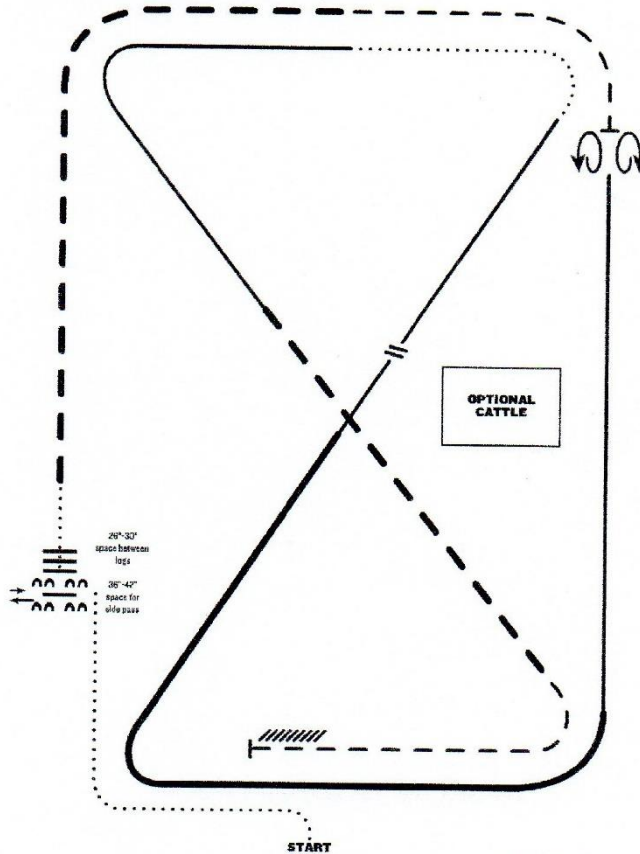 OPTIONAL
CATTLE
26"-30"
space between
logs
36"-42"
space for
side pass
START